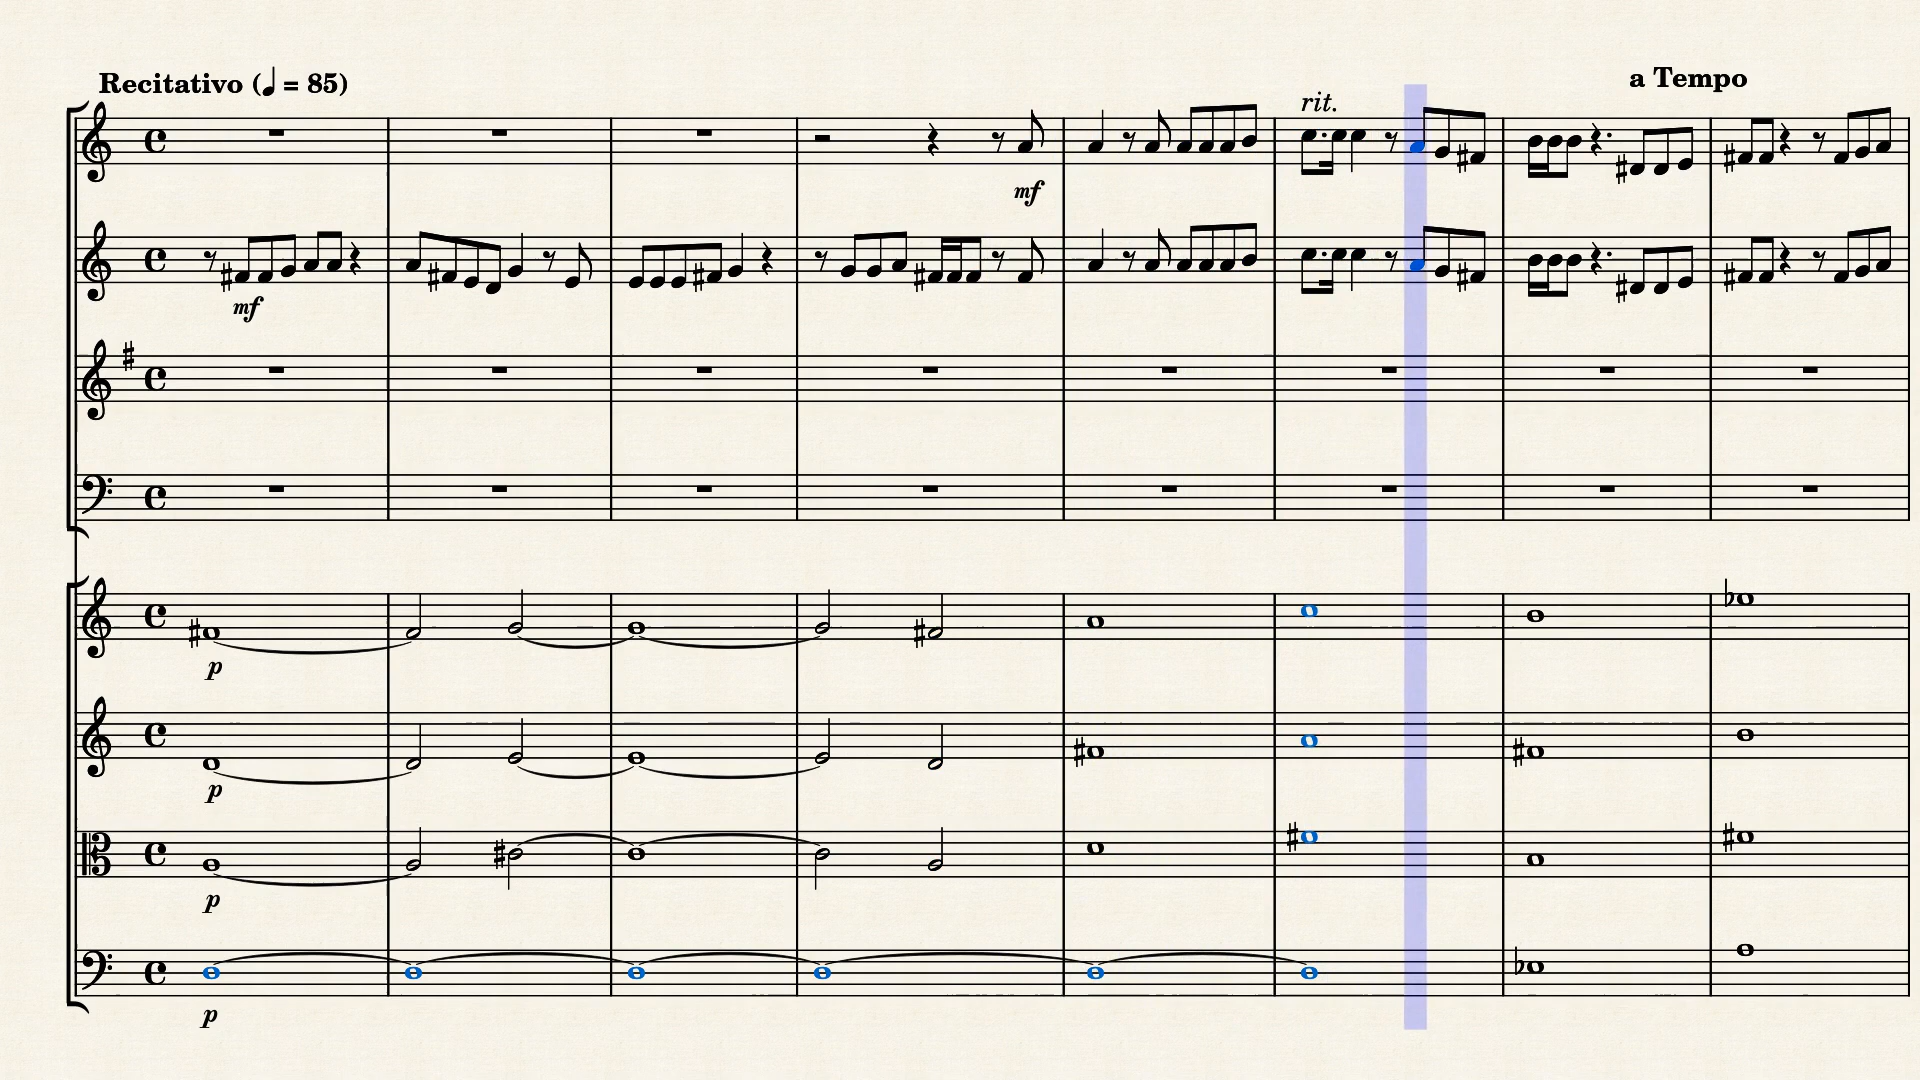 Recitativo (♩ = 85)
a Tempo
rit.
mf
mf
p
p
p
p